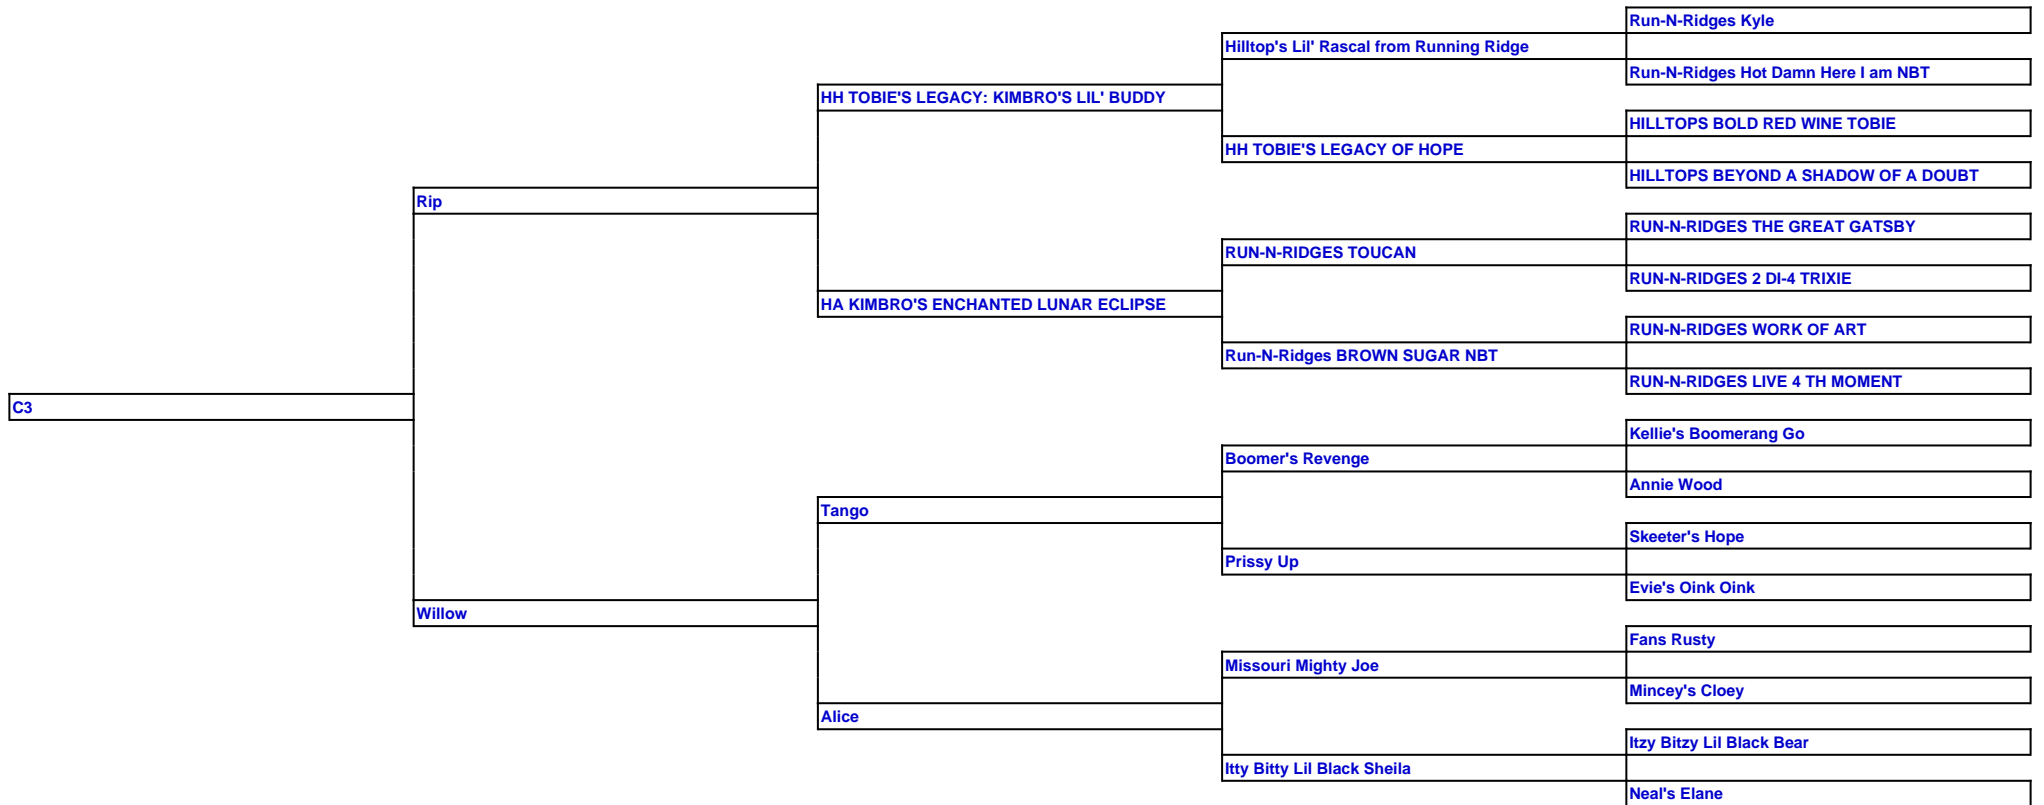 Run-N-Ridges Kyle
Hilltop's Lil' Rascal from Running Ridge
Run-N-Ridges Hot Damn Here I am NBT
HH TOBIE'S LEGACY: KIMBRO'S LIL' BUDDY
HILLTOPS BOLD RED WINE TOBIE
HH TOBIE'S LEGACY OF HOPE
HILLTOPS BEYOND A SHADOW OF A DOUBT
Rip
RUN-N-RIDGES THE GREAT GATSBY
RUN-N-RIDGES TOUCAN
RUN-N-RIDGES 2 DI-4 TRIXIE
HA KIMBRO'S ENCHANTED LUNAR ECLIPSE
RUN-N-RIDGES WORK OF ART
Run-N-Ridges BROWN SUGAR NBT
RUN-N-RIDGES LIVE 4 TH MOMENT
C3
Kellie's Boomerang Go
Boomer's Revenge
Annie Wood
Tango
Skeeter's Hope
Prissy Up
Evie's Oink Oink
Willow
Fans Rusty
Missouri Mighty Joe
Mincey's Cloey
Alice
Itzy Bitzy Lil Black Bear
Itty Bitty Lil Black Sheila
Neal's Elane